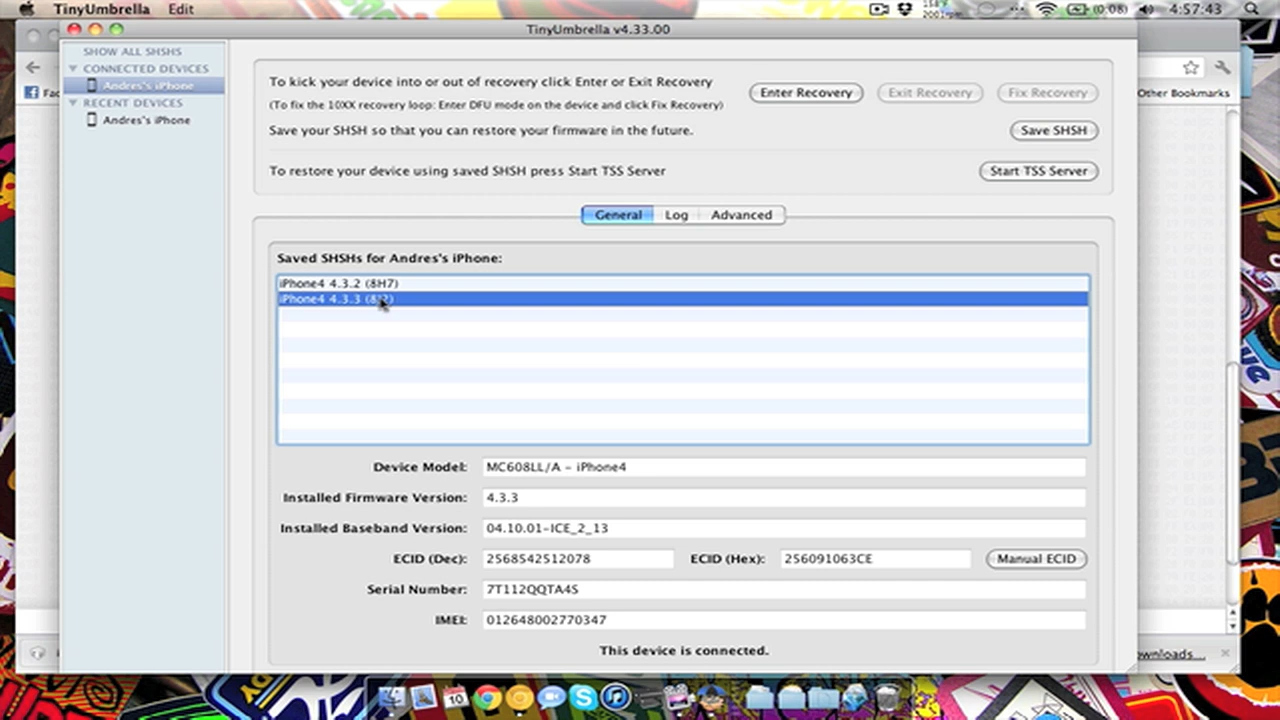 TinyUmbrella Edit
(0:08) 4:57:43
TinyUmbrella v4.33.00
SHOW ALL SHSHS
CONNECTED DEVICES
Andres's iPhone
RECENT DEVICES
Andres's iPhone
To kick your device into or out of recovery click Enter or Exit Recovery
(To fix the 10XX recovery loop: Enter DFU mode on the device and click Fix Recovery)
Enter Recovery Exit Recovery Fix Recovery
Save your SHSH so that you can restore your firmware in the future.
Save SHSH
To restore your device using saved SHSH press Start TSS Server
Start TSS Server
Other Bookmarks
General Log Advanced
Saved SHSHs for Andres's iPhone:
iPhone4 4.3.2 (8H7)
iPhone4 4.3.3
Device Model: MC608LL/A - iPhone4
Installed Firmware Version: 4.3.3
Installed Baseband Version: 04.10.01-ICE_2_13
ECID (Dec): 2568542512078 ECID (Hex): 256091063CE Manual ECID
Serial Number: 7T112QQTA4S
IMEI: 012648002770347
This device is connected.